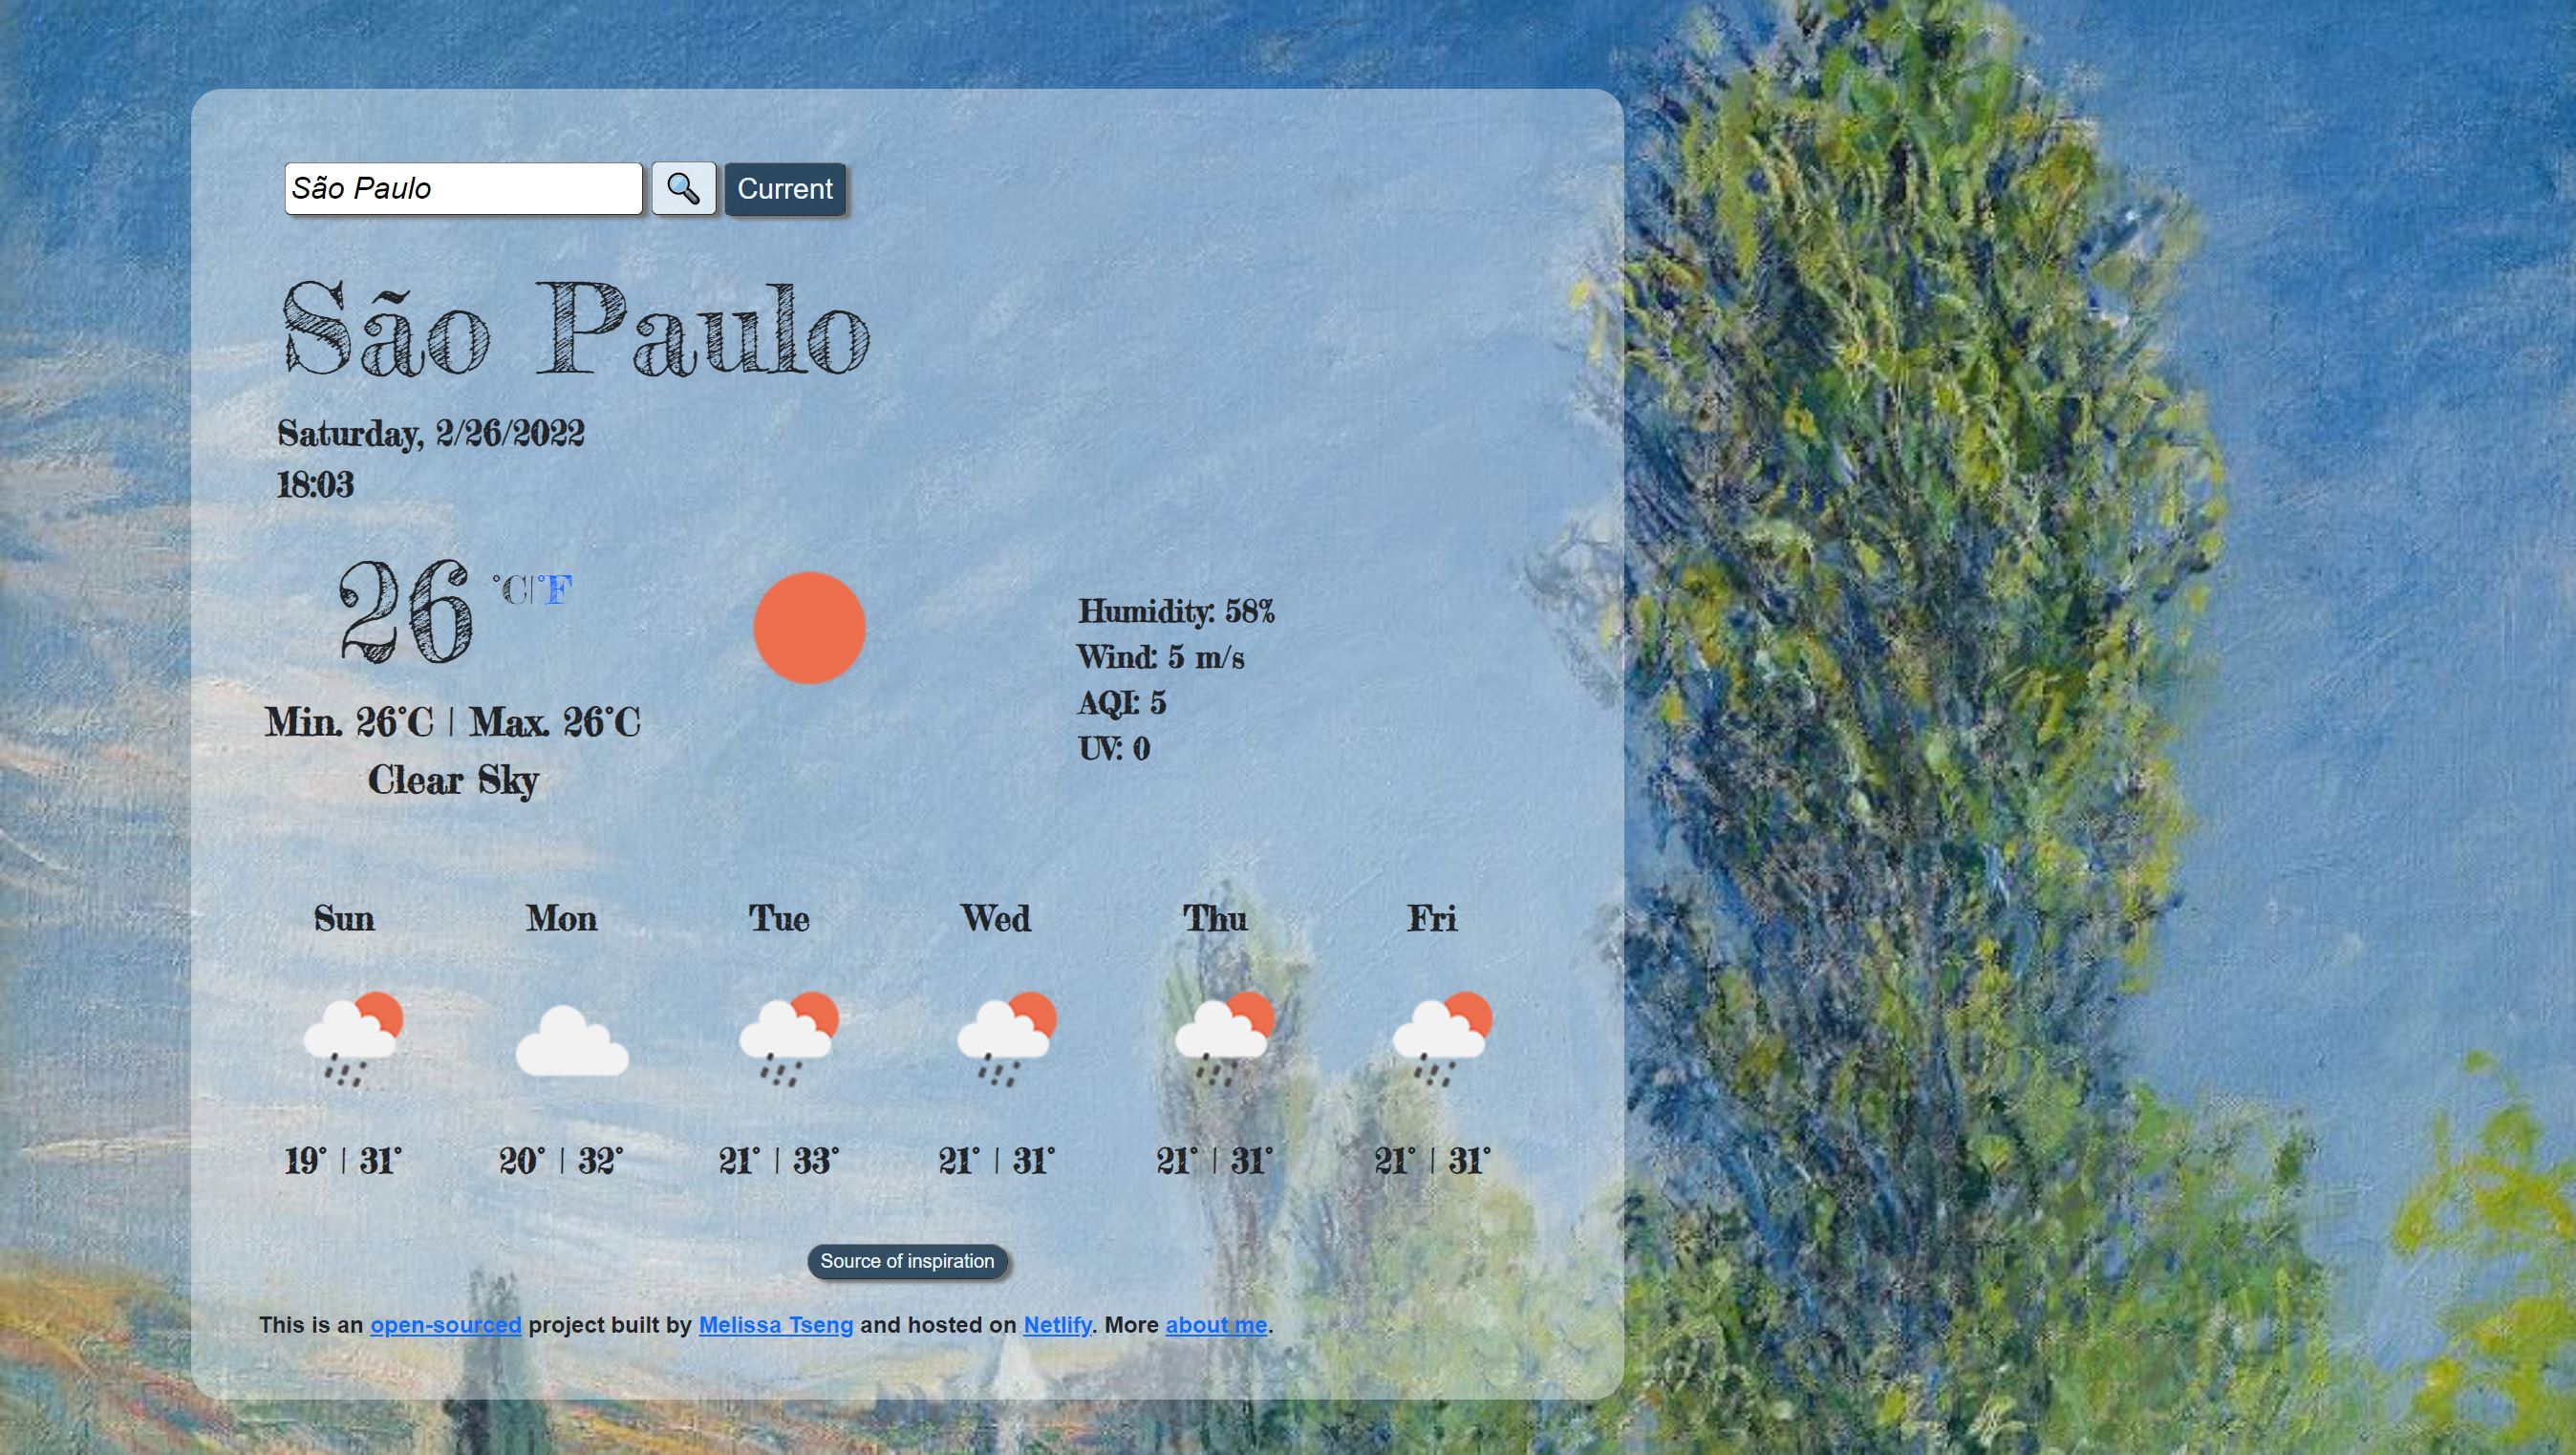 São Paulo
Current
São Paulo
Saturday, 2/26/2022
18:03
26 °C|°F
Min. 26°C | Max. 26°C
Clear Sky
Humidity: 58%
Wind: 5 m/s
AQI: 5
UV: 0
Sun Mon Tue Wed Thu Fri
19° | 31° 20° | 32° 21° | 33° 21° | 31° 21° | 31° 21° | 31°
Source of inspiration
This is an open-sourced project built by Melissa Tseng and hosted on Netlify. More about me.